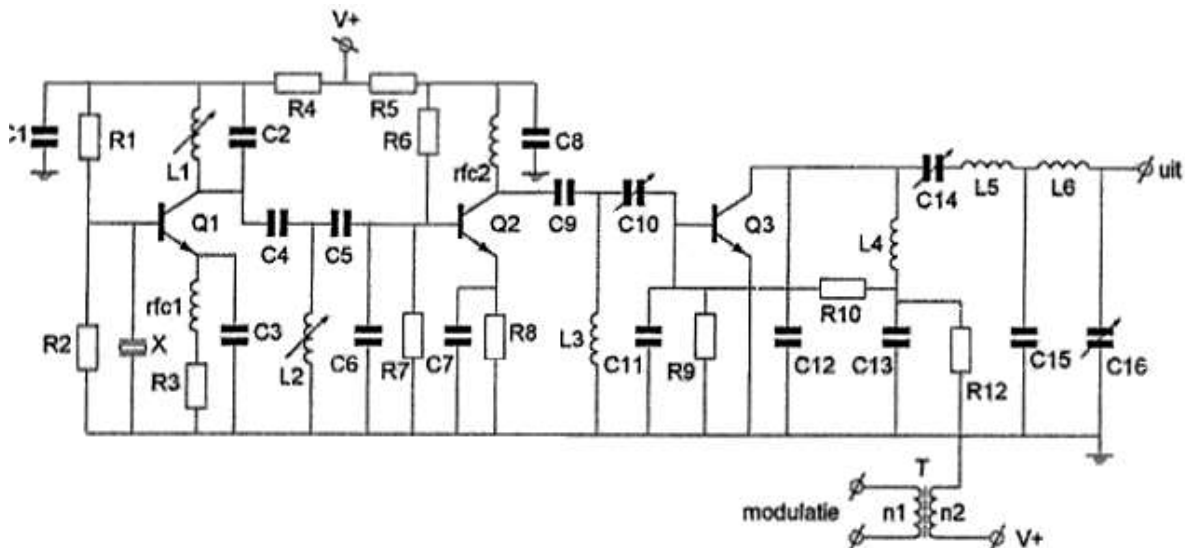 V+
R4
R5
C1
R1
C2
R6
C8
L1
rfc2
Q1
Q2
C9
C10
Q3
C14
L5
L6
uit
C4
C5
L4
rfc1
R10
R2
X
C3
L2
C6
R7
C7
R8
L3
C11
R9
C12
C13
R12
C15
C16
R3
T
modulatie
n1
n2
V+